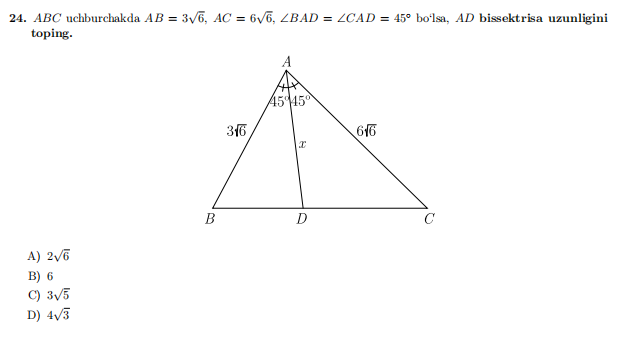 24. ABC uchburchakda AB = 3√6, AC = 6√6, ∠BAD = ∠CAD = 45° bo'lsa, AD bissektrisa uzunligini
toping.
A
45° 45°
3√6
6√6
x
B
D
C
A) 2√6
B) 6
C) 3√5
D) 4√3